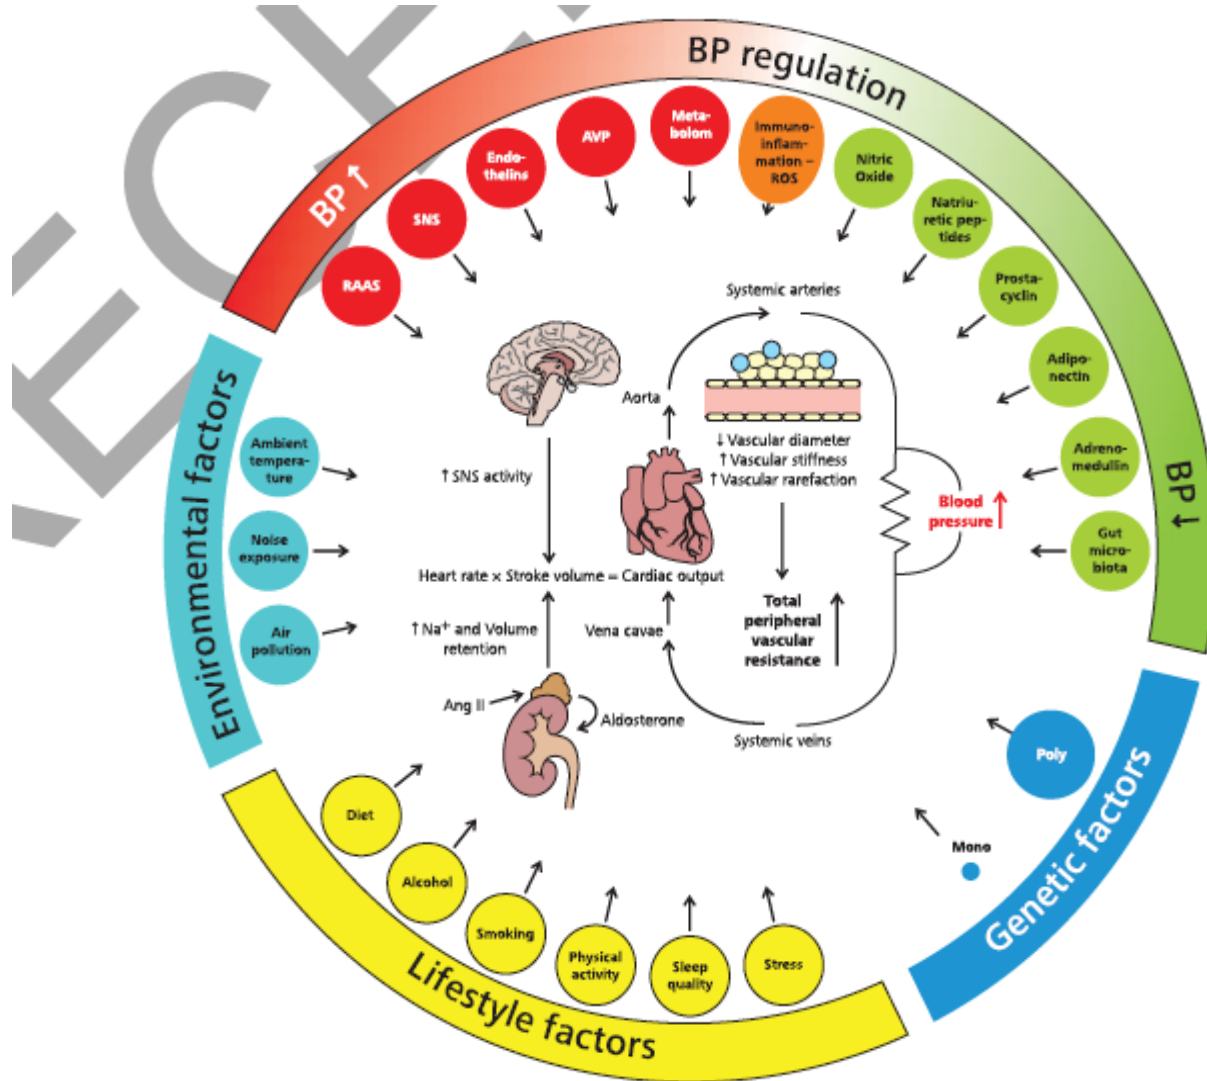 BP regulation
BP ↑
BP ↓
RAAS
SNS
Endo-
thelins
AVP
Meta-
bolom
Immuno-
inflam-
mation –
ROS
Nitric
Oxide
Natriu-
retic pep-
tides
Prosta-
cyclin
Adipo-
nectin
Adreno-
medullin
Gut
micro-
biota
Environmental factors
Ambient
tempera-
ture
Noise
exposure
Air
pollution
Systemic arteries
Aorta
↓ Vascular diameter
↑ Vascular stiffness
↑ Vascular rarefaction
↑ SNS activity
Blood
pressure ↑
Heart rate × Stroke volume = Cardiac output
Total
peripheral
vascular
resistance ↑
↑ Na⁺ and Volume
retention
Vena cavae
Ang II
Aldosterone
Systemic veins
Genetic factors
Poly
Mono
Lifestyle factors
Diet
Alcohol
Smoking
Physical
activity
Sleep
quality
Stress